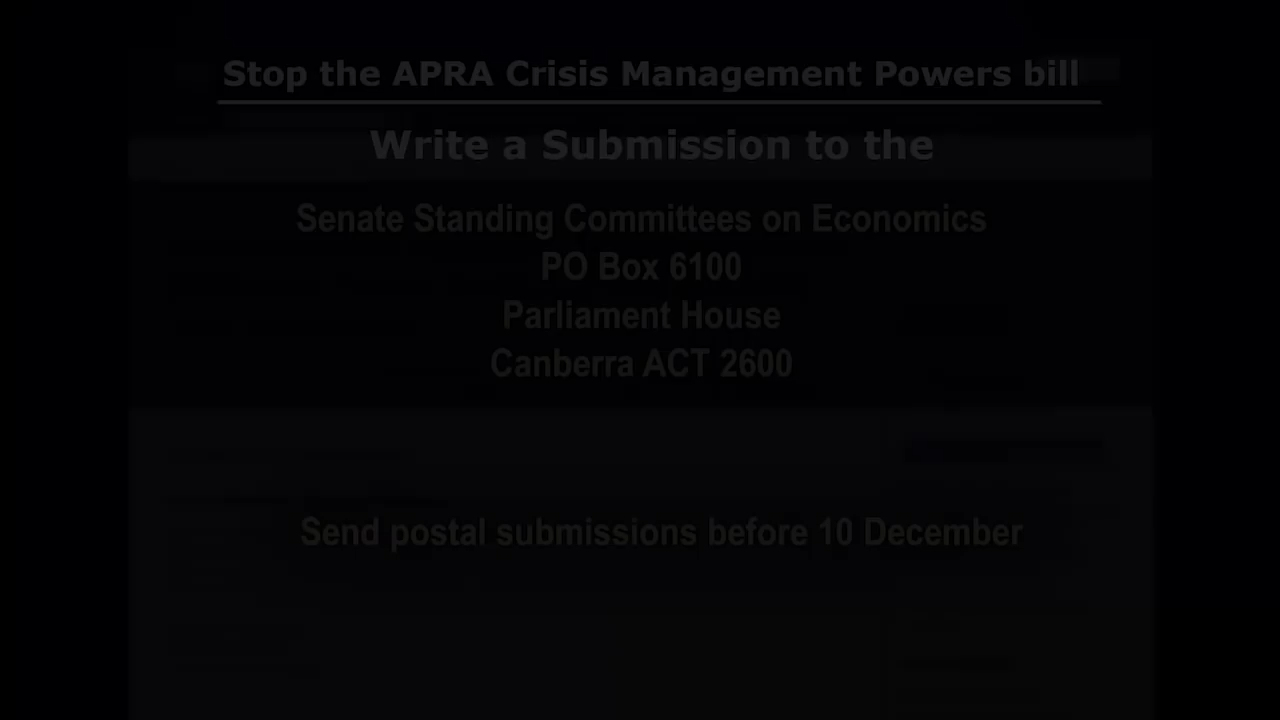 Stop the APRA Crisis Management Powers bill
Write a Submission to the
Senate Standing Committees on Economics
PO Box 6100
Parliament House
Canberra ACT 2600
Send postal submissions before 10 December